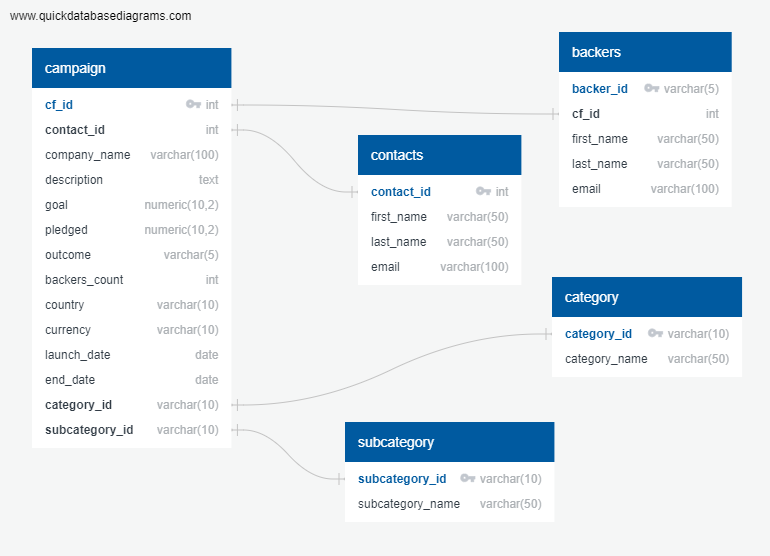 www.quickdatabasediagrams.com
campaign
cf_id int
contact_id int
company_name varchar(100)
description text
goal numeric(10,2)
pledged numeric(10,2)
outcome varchar(5)
backers_count int
country varchar(10)
currency varchar(10)
launch_date date
end_date date
category_id varchar(10)
subcategory_id varchar(10)
contacts
contact_id int
first_name varchar(50)
last_name varchar(50)
email varchar(100)
backers
backer_id varchar(5)
cf_id int
first_name varchar(50)
last_name varchar(50)
email varchar(100)
category
category_id varchar(10)
category_name varchar(50)
subcategory
subcategory_id varchar(10)
subcategory_name varchar(50)